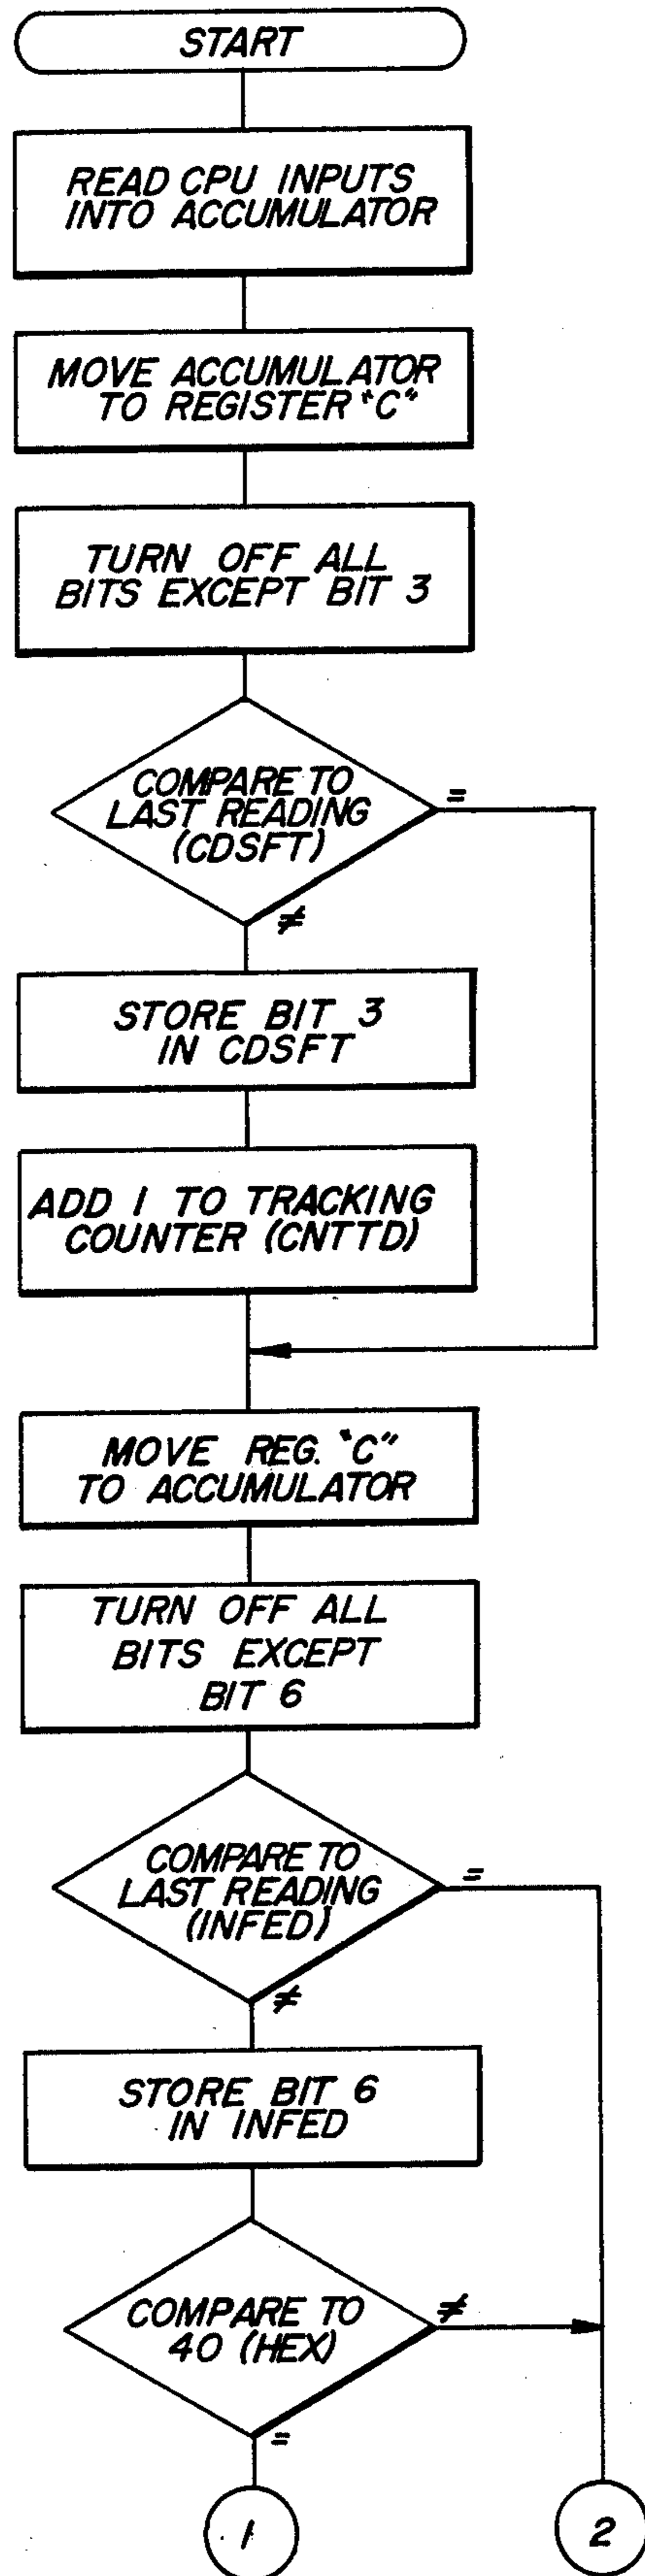 START
READ CPU INPUTS
INTO ACCUMULATOR
MOVE ACCUMULATOR
TO REGISTER "C"
TURN OFF ALL
BITS EXCEPT BIT 3
COMPARE TO
LAST READING
(CDSFT)
=
≠
STORE BIT 3
IN CDSFT
ADD 1 TO TRACKING
COUNTER (CNTTD)
MOVE REG. "C"
TO ACCUMULATOR
TURN OFF ALL
BITS EXCEPT
BIT 6
COMPARE TO
LAST READING
(INFED)
=
≠
STORE BIT 6
IN INFED
COMPARE TO
40 (HEX)
≠
=
1
2